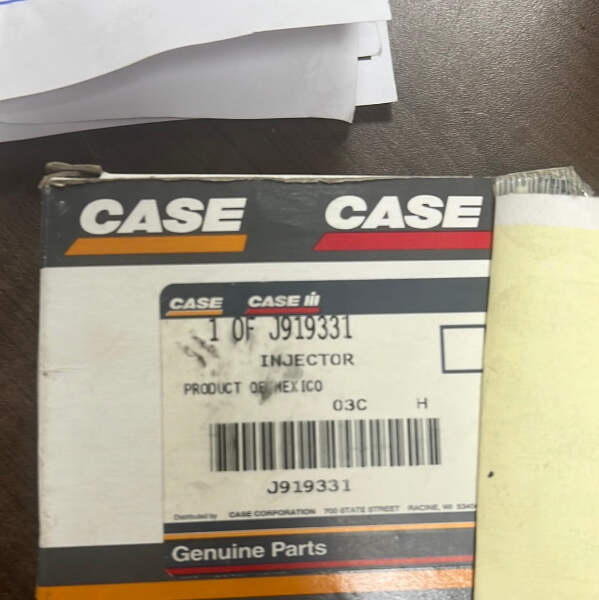 CASE CASE
CASE CASE III
1 OF J919331
INJECTOR
PRODUCT OF MEXICO
03C H
J919331
Distributed by CASE CORPORATION 700 STATE STREET RACINE, WI
Genuine Parts